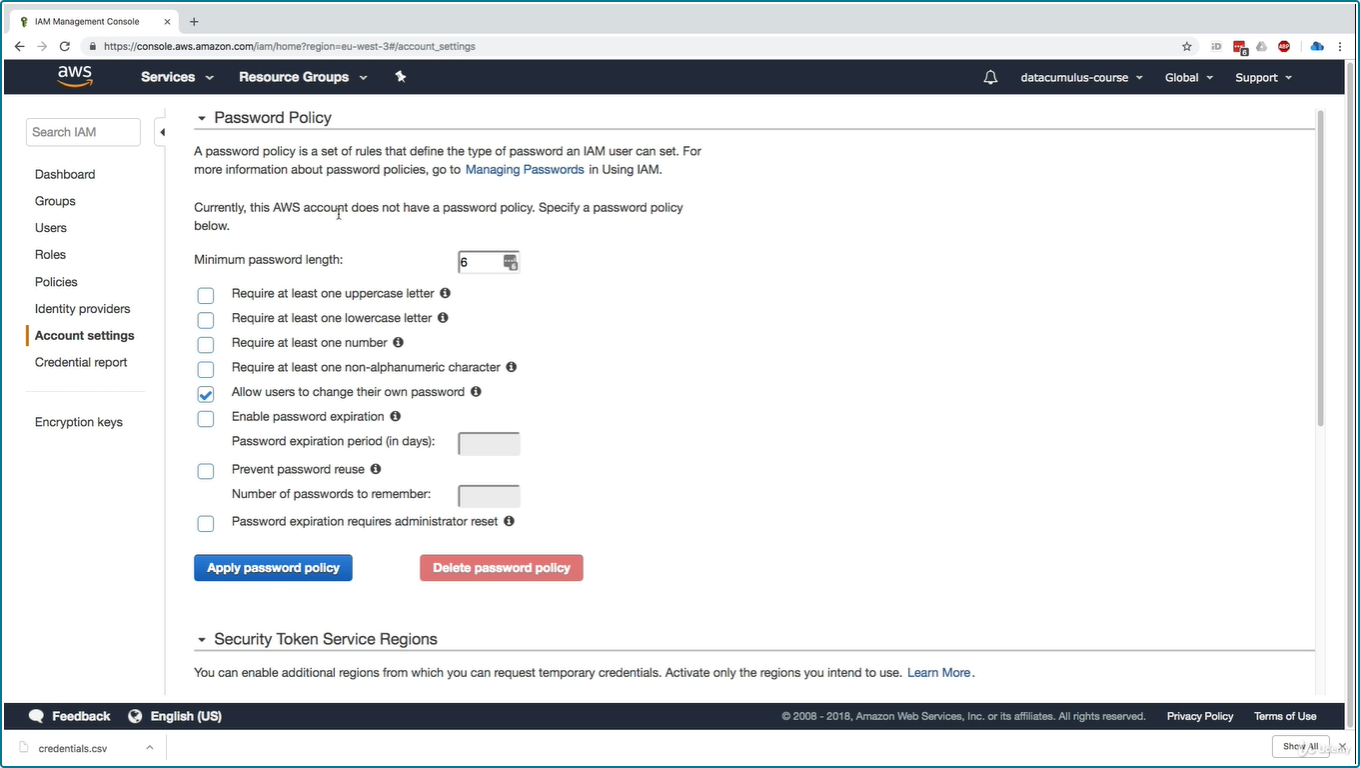 IAM Management Console
https://console.aws.amazon.com/iam/home?region=eu-west-3#/account_settings
aws Services Resource Groups datacumulus-course Global Support
Search IAM
Dashboard
Groups
Users
Roles
Policies
Identity providers
Account settings
Credential report
Encryption keys
Password Policy
A password policy is a set of rules that define the type of password an IAM user can set. For
more information about password policies, go to Managing Passwords in Using IAM.
Currently, this AWS account does not have a password policy. Specify a password policy
below.
Minimum password length: 6
Require at least one uppercase letter
Require at least one lowercase letter
Require at least one number
Require at least one non-alphanumeric character
Allow users to change their own password
Enable password expiration
Password expiration period (in days):
Prevent password reuse
Number of passwords to remember:
Password expiration requires administrator reset
Apply password policy Delete password policy
Security Token Service Regions
You can enable additional regions from which you can request temporary credentials. Activate only the regions you intend to use. Learn More.
Feedback English (US) © 2008 - 2018, Amazon Web Services, Inc. or its affiliates. All rights reserved. Privacy Policy Terms of Use
credentials.csv Show All